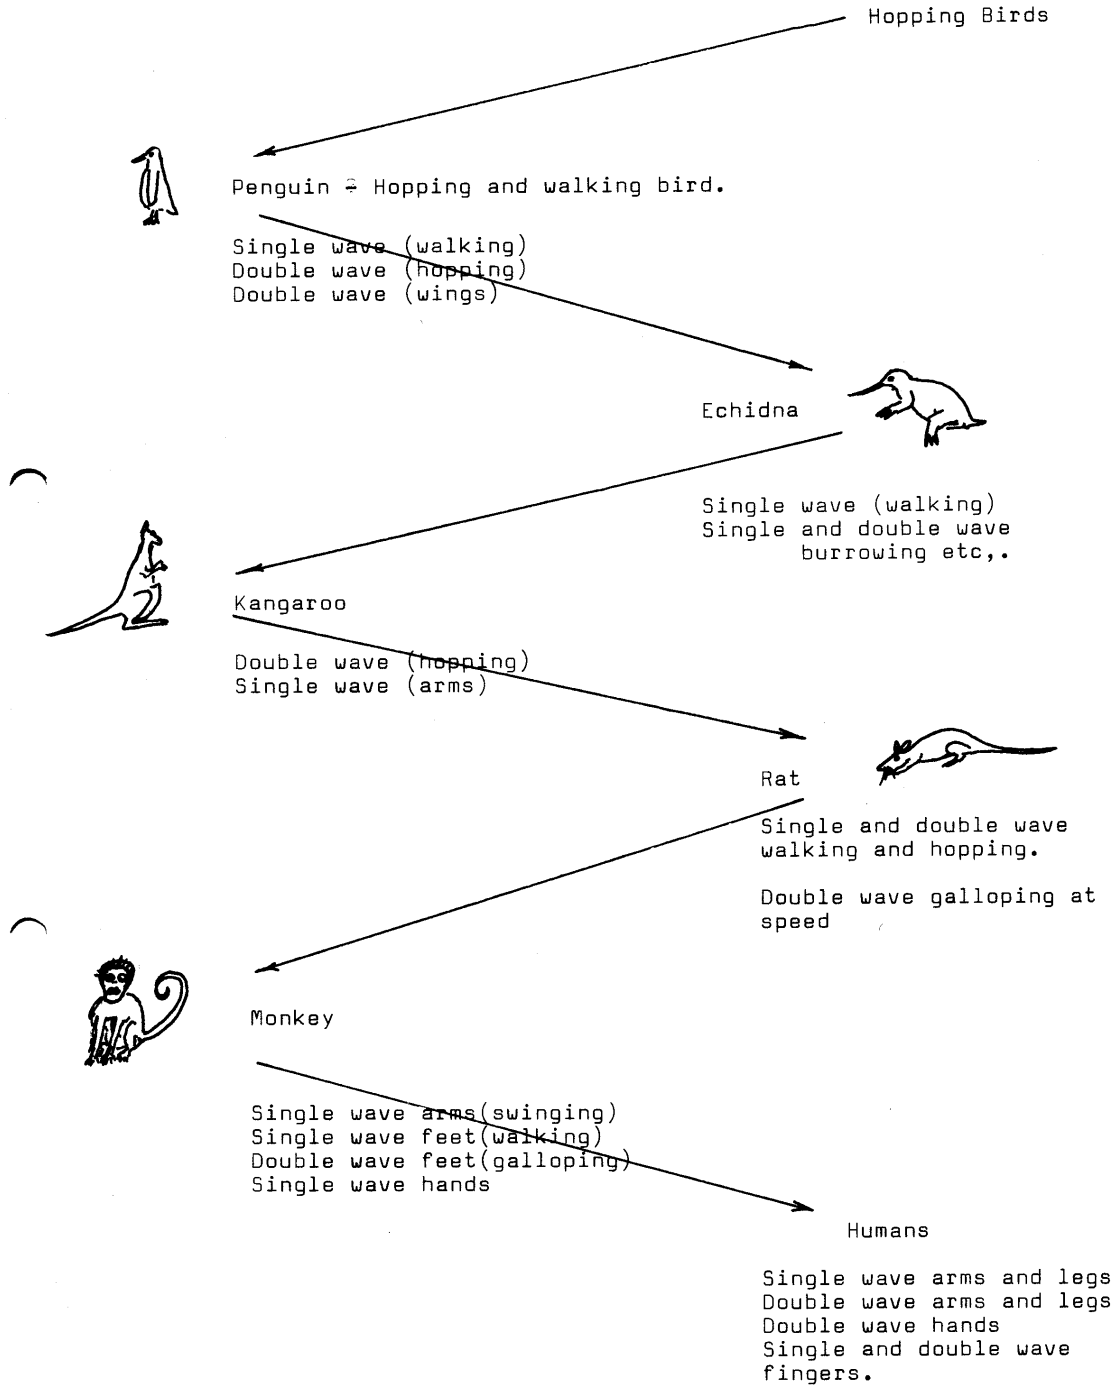 Hopping Birds
Penguin - Hopping and walking bird.
Single wave (walking)
Double wave (hopping)
Double wave (wings)
Echidna
Single wave (walking)
Single and double wave
burrowing etc,.
Kangaroo
Double wave (hopping)
Single wave (arms)
Rat
Single and double wave
walking and hopping.
Double wave galloping at
speed
Monkey
Single wave arms(swinging)
Single wave feet(walking)
Double wave feet(galloping)
Single wave hands
Humans
Single wave arms and legs
Double wave arms and legs
Double wave hands
Single and double wave
fingers.